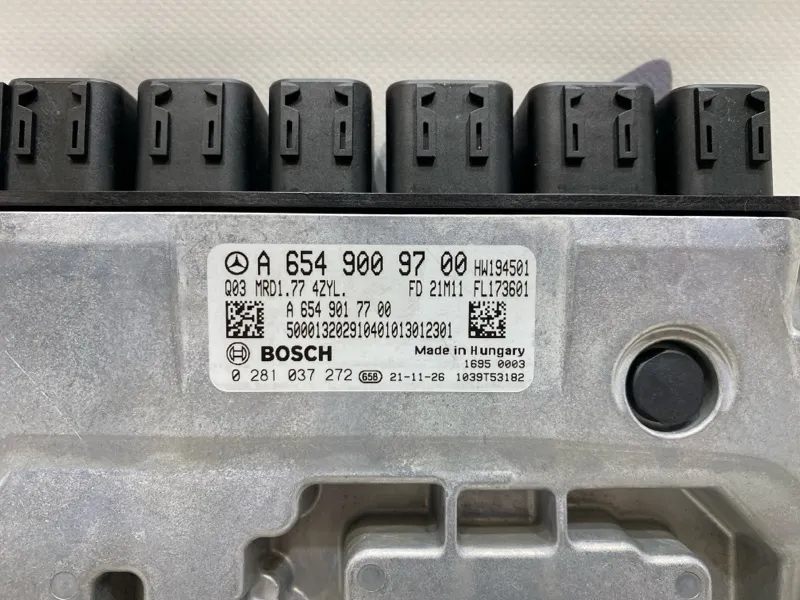 A 654 900 97 00 HW194501
Q03 MRD1.77 4ZYL. FD 21M11 FL173601
A 654 901 77 00
500013202910401013012301
BOSCH Made in Hungary
1695 0003
0 281 037 272 658 21-11-26 1039T53182